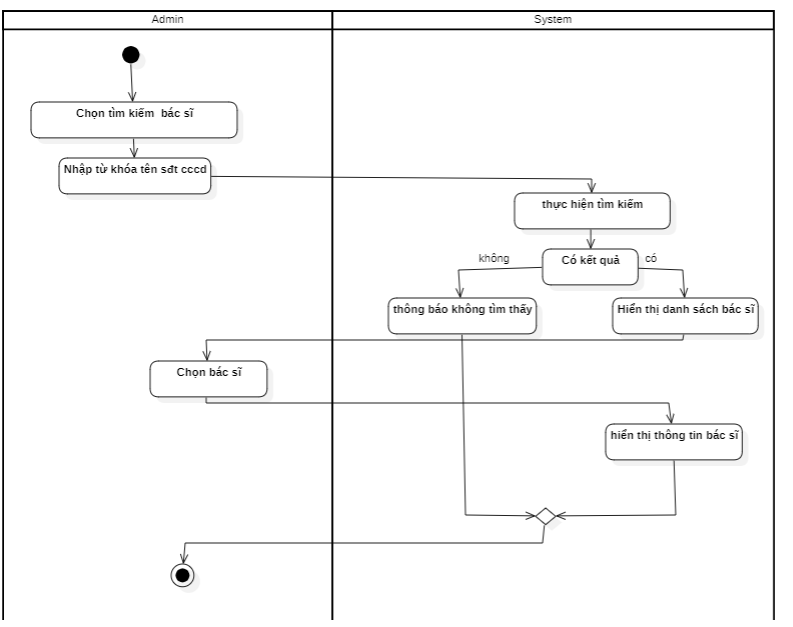 Admin
System
Chọn tìm kiếm bác sĩ
Nhập từ khóa tên sđt cccd
thực hiện tìm kiếm
Có kết quả
không
có
thông báo không tìm thấy
Hiển thị danh sách bác sĩ
Chọn bác sĩ
hiển thị thông tin bác sĩ